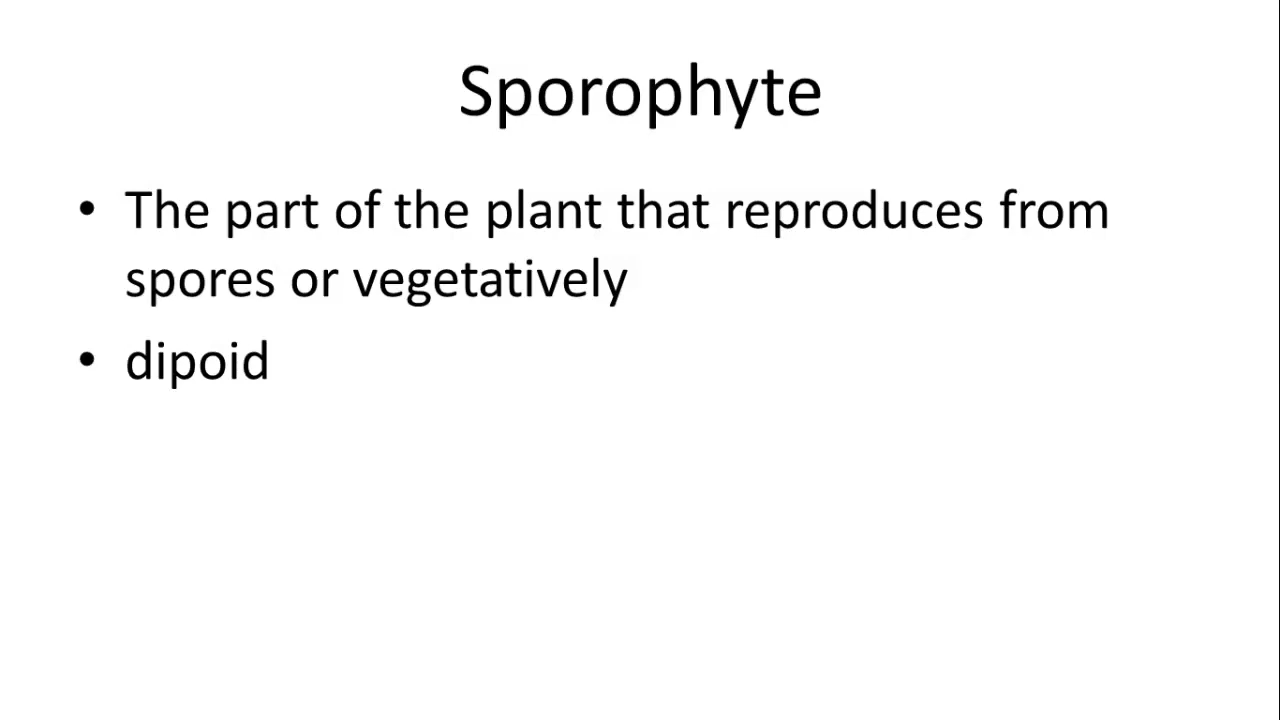 Sporophyte
• The part of the plant that reproduces from
spores or vegetatively
• dipoid